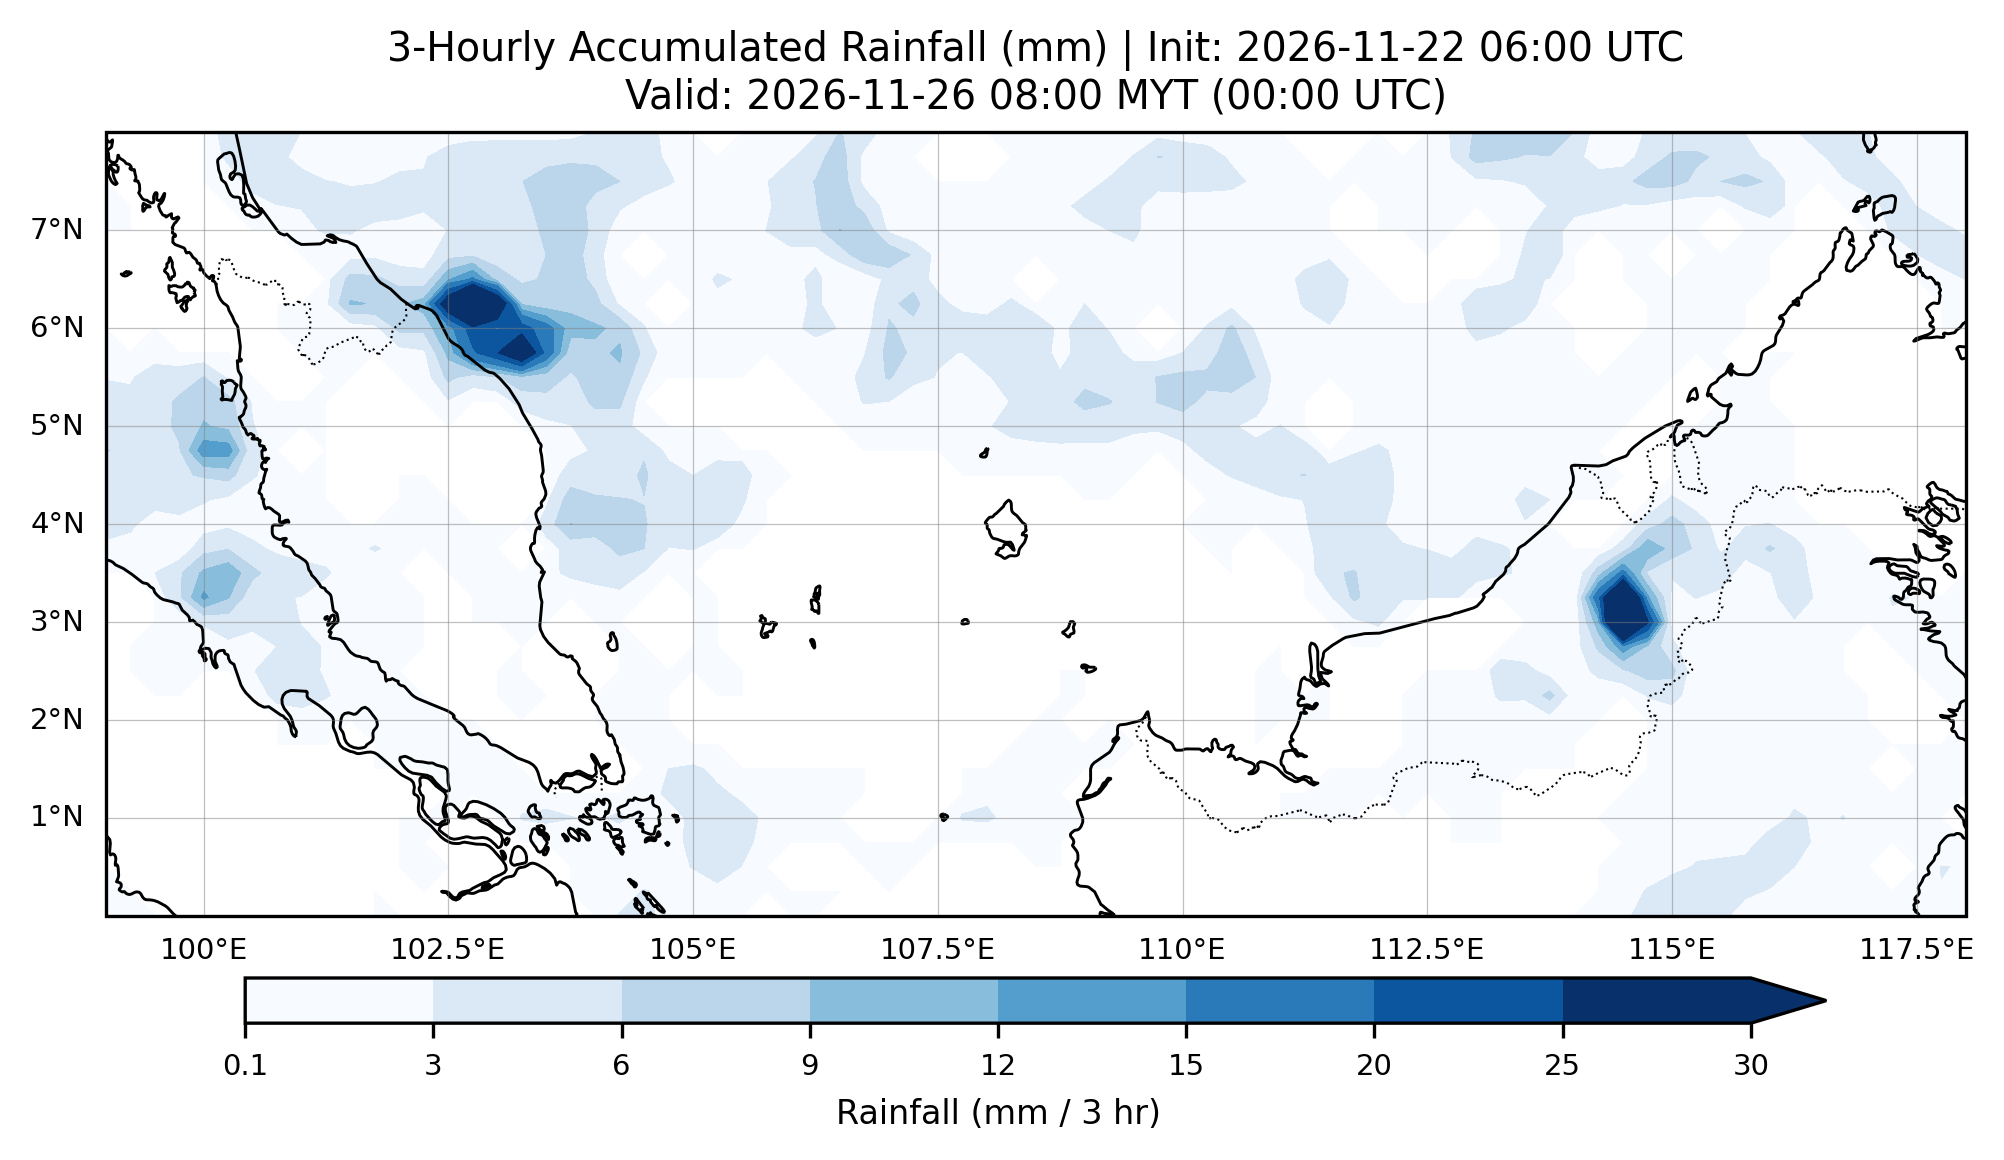 3-Hourly Accumulated Rainfall (mm) | Init: 2026-11-22 06:00 UTC
Valid: 2026-11-26 08:00 MYT (00:00 UTC)
7°N
6°N
5°N
4°N
3°N
2°N
1°N
100°E 102.5°E 105°E 107.5°E 110°E 112.5°E 115°E 117.5°E
0.1 3 6 9 12 15 20 25 30
Rainfall (mm / 3 hr)